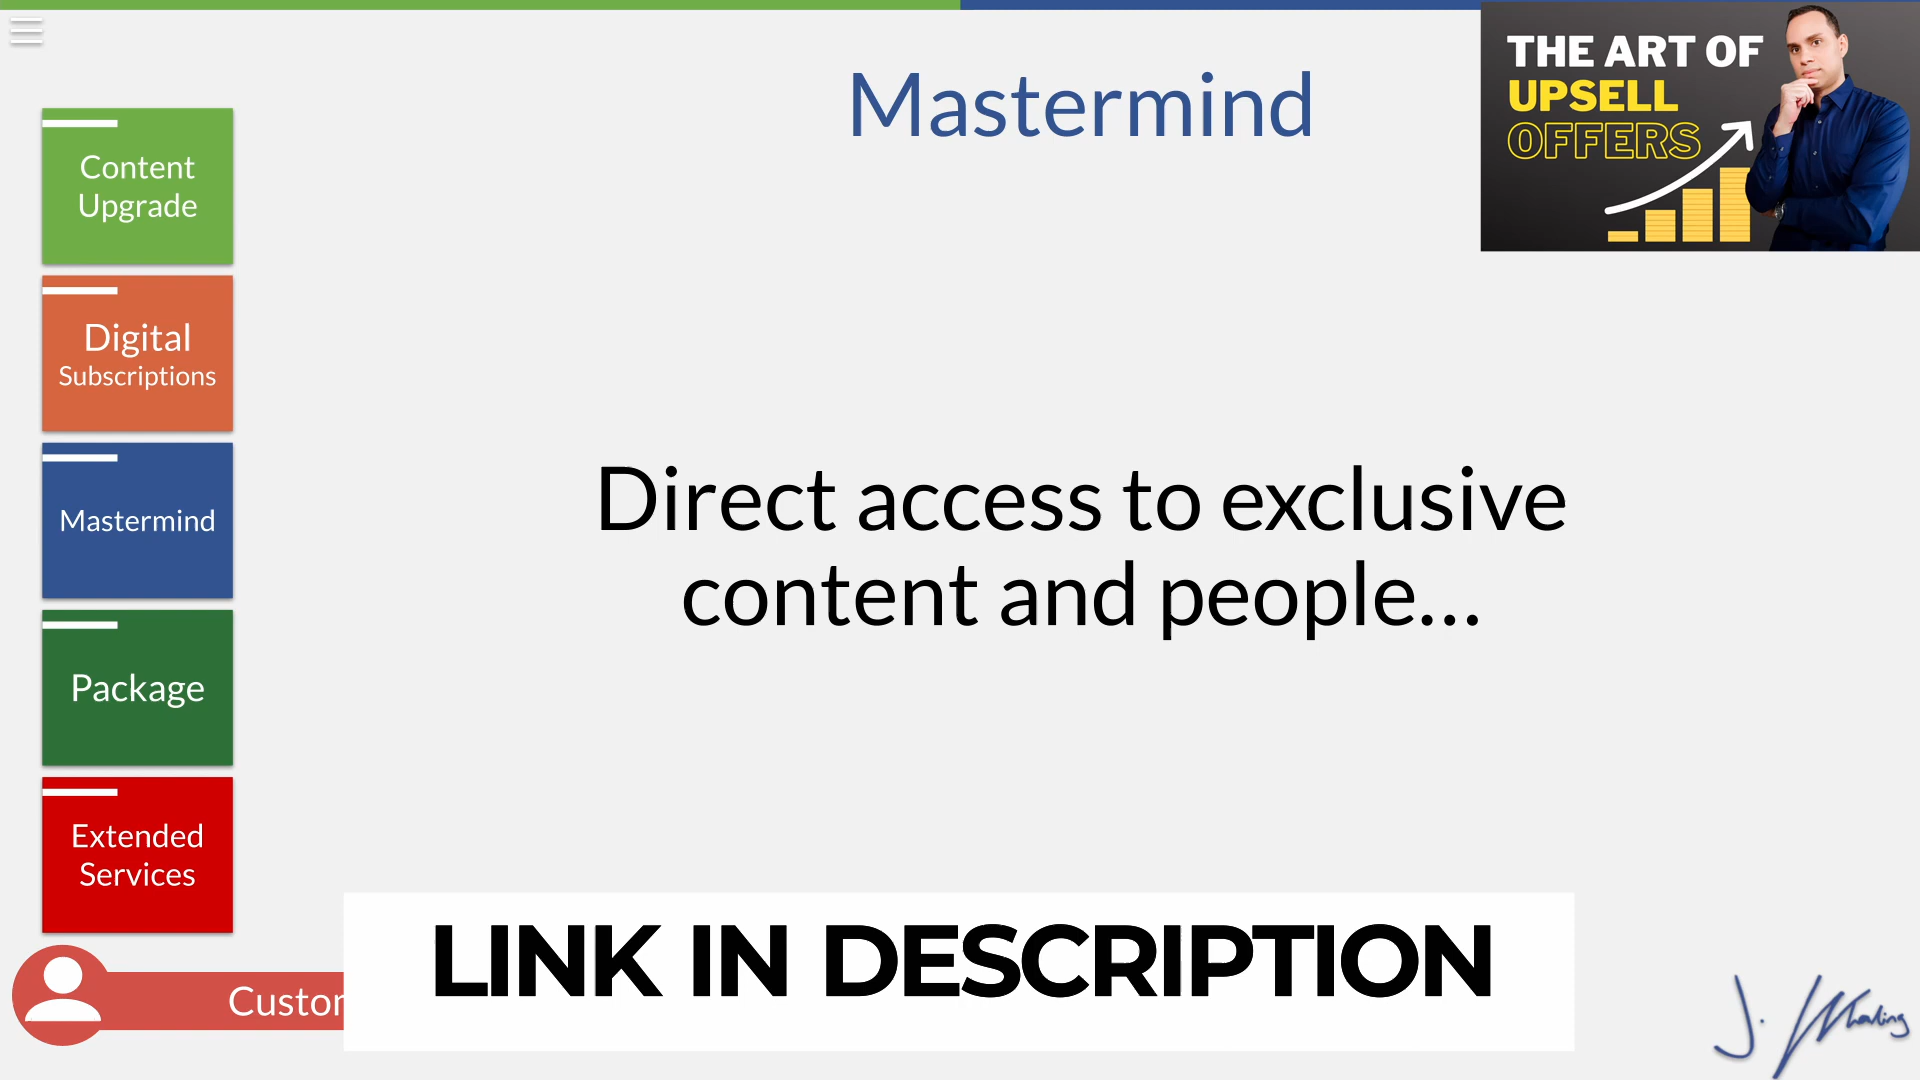 Mastermind
THE ART OF
UPSELL
OFFERS
Content
Upgrade
Digital
Subscriptions
Mastermind
Package
Extended
Services
Direct access to exclusive
content and people...
LINK IN DESCRIPTION